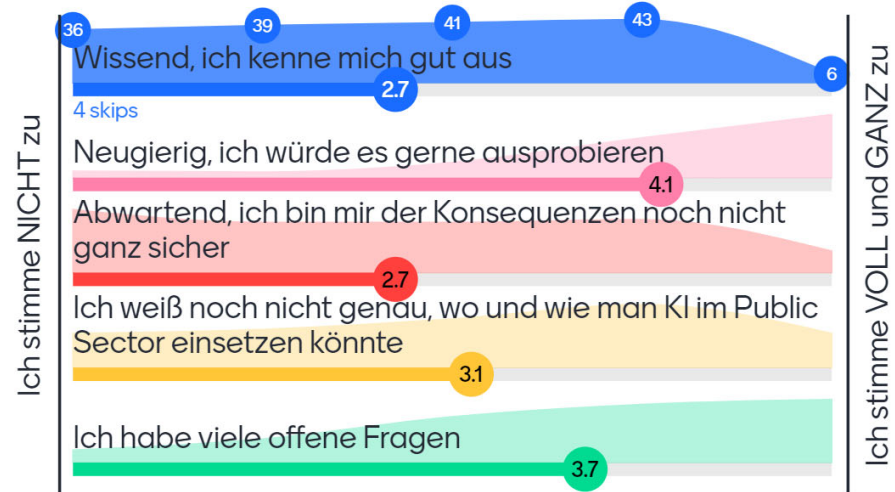 Ich stimme NICHT zu
36
39
41
43
6
Wissend, ich kenne mich gut aus
2.7
4 skips
Neugierig, ich würde es gerne ausprobieren
4.1
Abwartend, ich bin mir der Konsequenzen noch nicht
ganz sicher
2.7
Ich weiß noch nicht genau, wo und wie man KI im Public
Sector einsetzen könnte
3.1
Ich habe viele offene Fragen
3.7
Ich stimme VOLL und GANZ zu